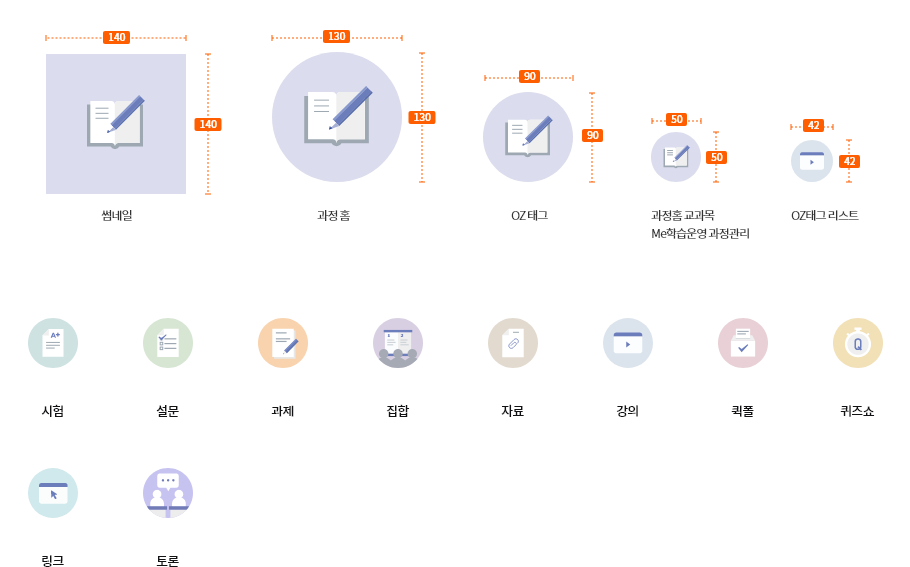 140
130
90
50
42
140
130
90
50
42
썸네일
과정 홈
OZ 태그
과정홈 교과목
Me학습운영 과정관리
OZ태그 리스트
A+
1 2
Q
시험
설문
과제
집합
자료
강의
퀵폴
퀴즈쇼
링크
토론